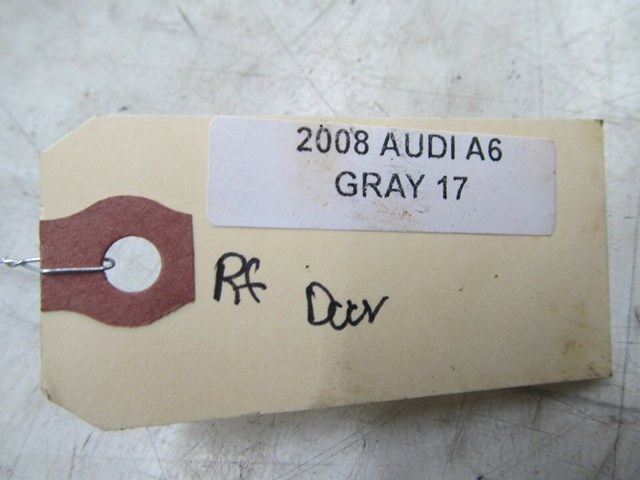 2008 AUDI A6
GRAY 17
Rf Door